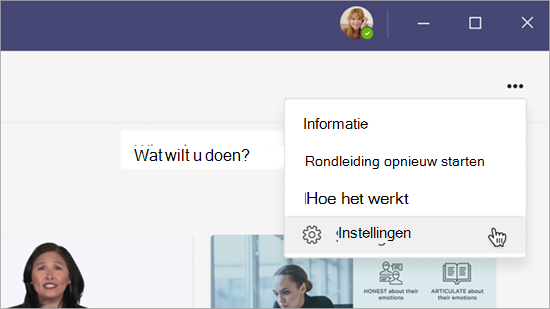 Informatie
Wat wilt u doen?
Rondleiding opnieuw starten
Hoe het werkt
Instellingen
HONEST about their emotions
ARTICULATE about their emotions